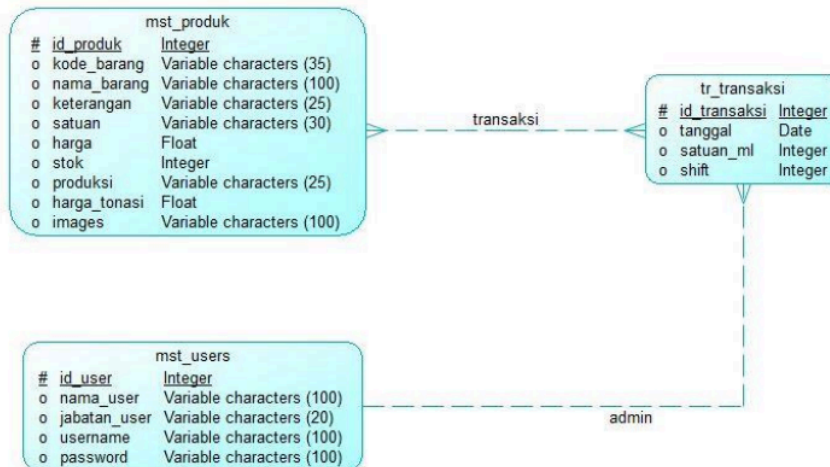 mst_produk
# id_produk Integer
o kode_barang Variable characters (35)
o nama_barang Variable characters (100)
o keterangan Variable characters (25)
o satuan Variable characters (30)
o harga Float
o stok Integer
o produksi Variable characters (25)
o harga_tonasi Float
o images Variable characters (100)
transaksi
tr_transaksi
# id_transaksi Integer
o tanggal Date
o satuan_ml Integer
o shift Integer
mst_users
# id_user Integer
o nama_user Variable characters (100)
o jabatan_user Variable characters (20)
o username Variable characters (100)
o password Variable characters (100)
admin